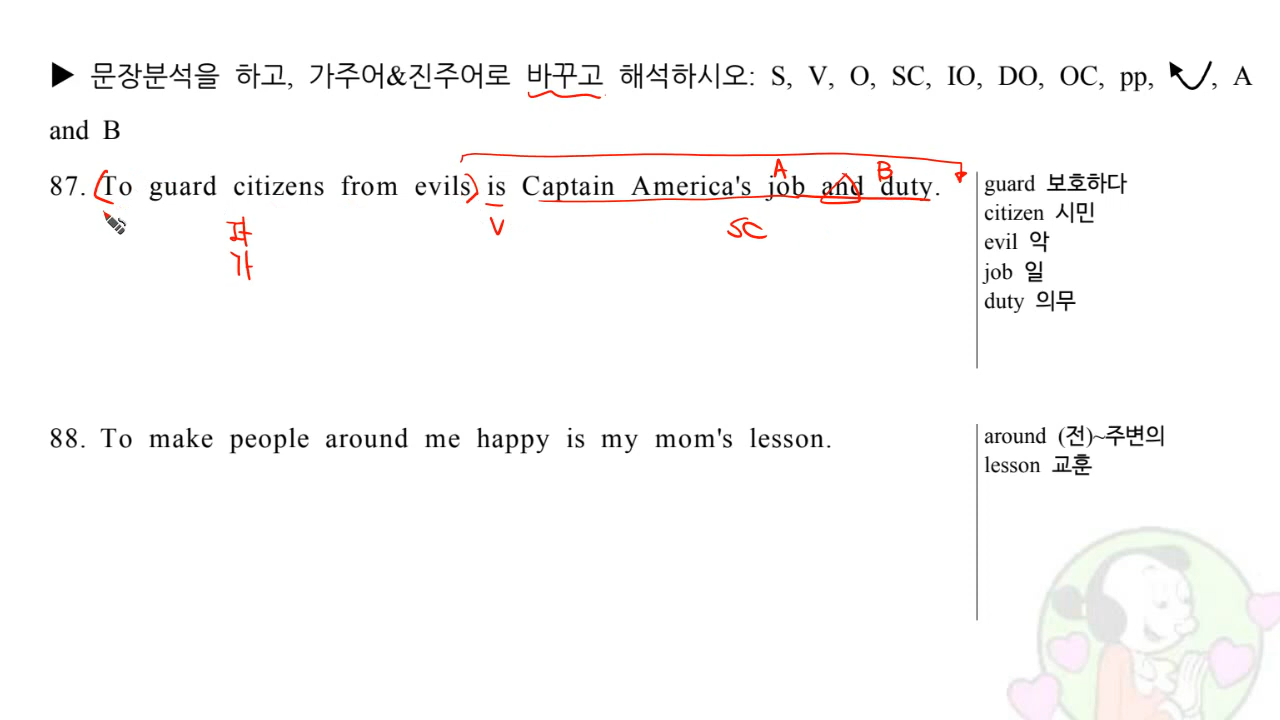 ▶ 문장분석을 하고, 가주어&진주어로 바꾸고 해석하시오: S, V, O, SC, IO, DO, OC, pp, , A
and B
A B
87. (To guard citizens from evils) is Captain America's job and duty.
V SC
가
guard 보호하다
citizen 시민
evil 악
job 일
duty 의무
88. To make people around me happy is my mom's lesson.
around (전)~주변의
lesson 교훈